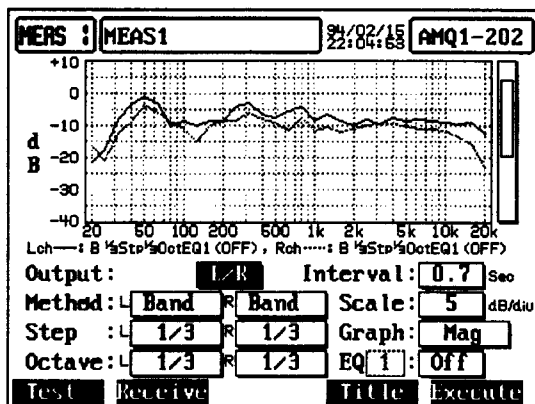 MEAS : MEAS1 94/02/15 22:04:53 AMQ1-202
+10
0
-10
-20
-30
-40
d
B
20 50 100 200 500 1k 2k 5k 10k 20k
Lch──: B ⅓Stp⅓OctEQ1(OFF), Rch·····: B ⅓Stp⅓OctEQ1(OFF)
Output: L/R Interval: 0.7 Sec
Method: L Band R Band Scale: 5 dB/div
Step : L 1/3 R 1/3 Graph: Mag
Octave: L 1/3 R 1/3 EQ 1 : Off
Test Receive Title Execute